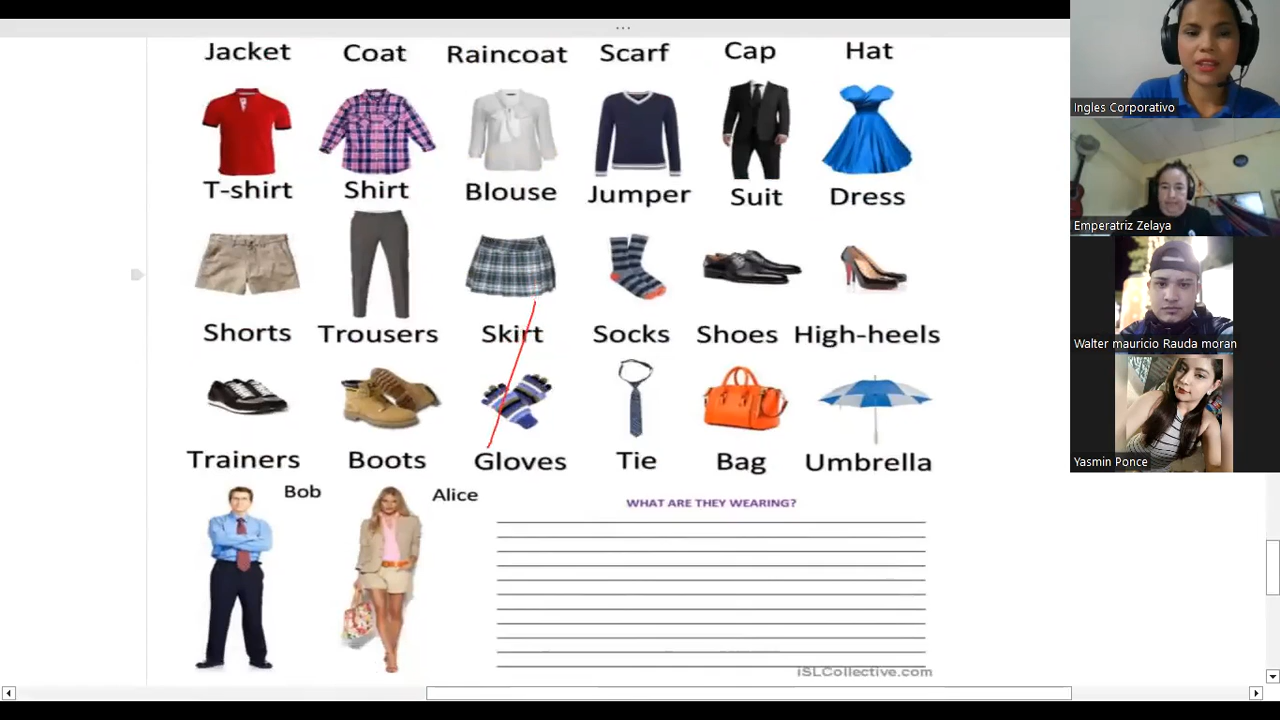 Jacket Coat Raincoat Scarf Cap Hat
T-shirt Shirt Blouse Jumper Suit Dress
Shorts Trousers Skirt Socks Shoes High-heels
Trainers Boots Gloves Tie Bag Umbrella
Bob Alice
WHAT ARE THEY WEARING?
iSLCollective.com
Ingles Corporativo
Emperatriz Zelaya
Walter mauricio Rauda moran
Yasmin Ponce